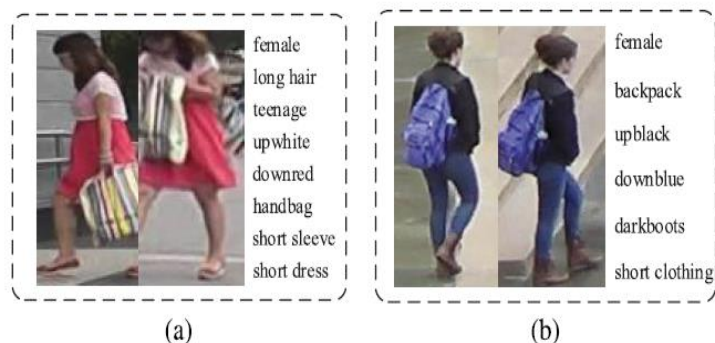 female
long hair
teenage
upwhite
downred
handbag
short sleeve
short dress
(a)
female
backpack
upblack
downblue
darkboots
short clothing
(b)